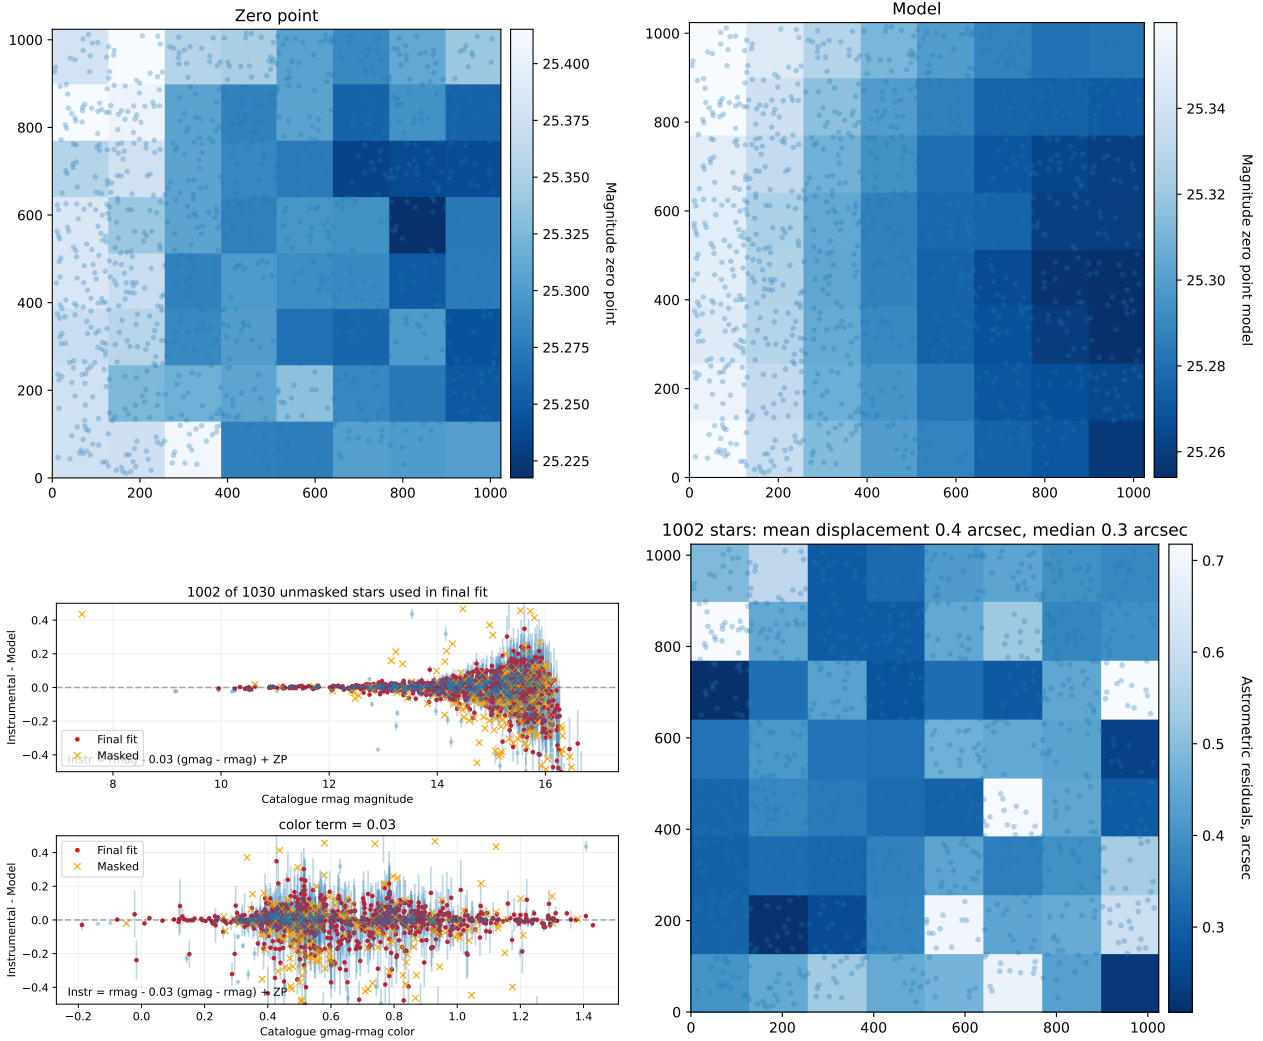 Zero point
1000
800
600
400
200
0
0 200 400 600 800 1000
25.400
25.375
25.350
25.325
25.300
25.275
25.250
25.225
Magnitude zero point
Model
1000
800
600
400
200
0
0 200 400 600 800 1000
25.34
25.32
25.30
25.28
25.26
Magnitude zero point model
1002 of 1030 unmasked stars used in final fit
Instrumental - Model
0.4
0.2
0.0
−0.2
−0.4
Final fit
Masked
Instr = rmag - 0.03 (gmag - rmag) + ZP
8 10 12 14 16
Catalogue rmag magnitude
color term = 0.03
Instrumental - Model
0.4
0.2
0.0
−0.2
−0.4
Final fit
Masked
Instr = rmag - 0.03 (gmag - rmag) + ZP
−0.2 0.0 0.2 0.4 0.6 0.8 1.0 1.2 1.4
Catalogue gmag-rmag color
1002 stars: mean displacement 0.4 arcsec, median 0.3 arcsec
1000
800
600
400
200
0
0 200 400 600 800 1000
0.7
0.6
0.5
0.4
0.3
Astrometric residuals, arcsec